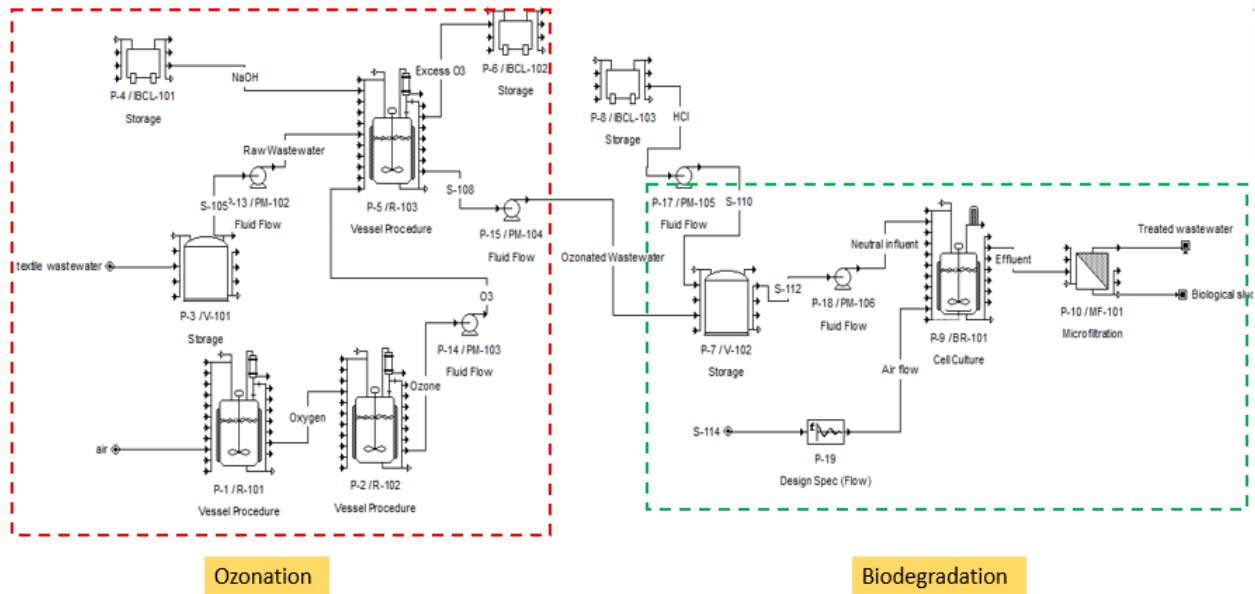 P-4 / IBCL-101
Storage
NaOH
P-6 / IBCL-102
Storage
Excess O3
P-5 / R-103
Vessel Procedure
Raw Wastewater
S-105
P-13 / PM-102
Fluid Flow
textile wastewater
P-3 / V-101
Storage
S-108
P-15 / PM-104
Fluid Flow
O3
P-14 / PM-103
Fluid Flow
air
P-1 / R-101
Vessel Procedure
Oxygen
P-2 / R-102
Vessel Procedure
Ozone
Ozonated Wastewater
P-8 / IBCL-103
Storage
HCl
P-17 / PM-105
Fluid Flow
S-110
P-7 / V-102
Storage
S-112
P-18 / PM-106
Fluid Flow
Neutral influent
P-9 / BR-101
Cell Culture
Air flow
S-114
P-19
Design Spec (Flow)
Effluent
P-10 / MF-101
Microfiltration
Treated wastewater
Biological
Ozonation
Biodegradation